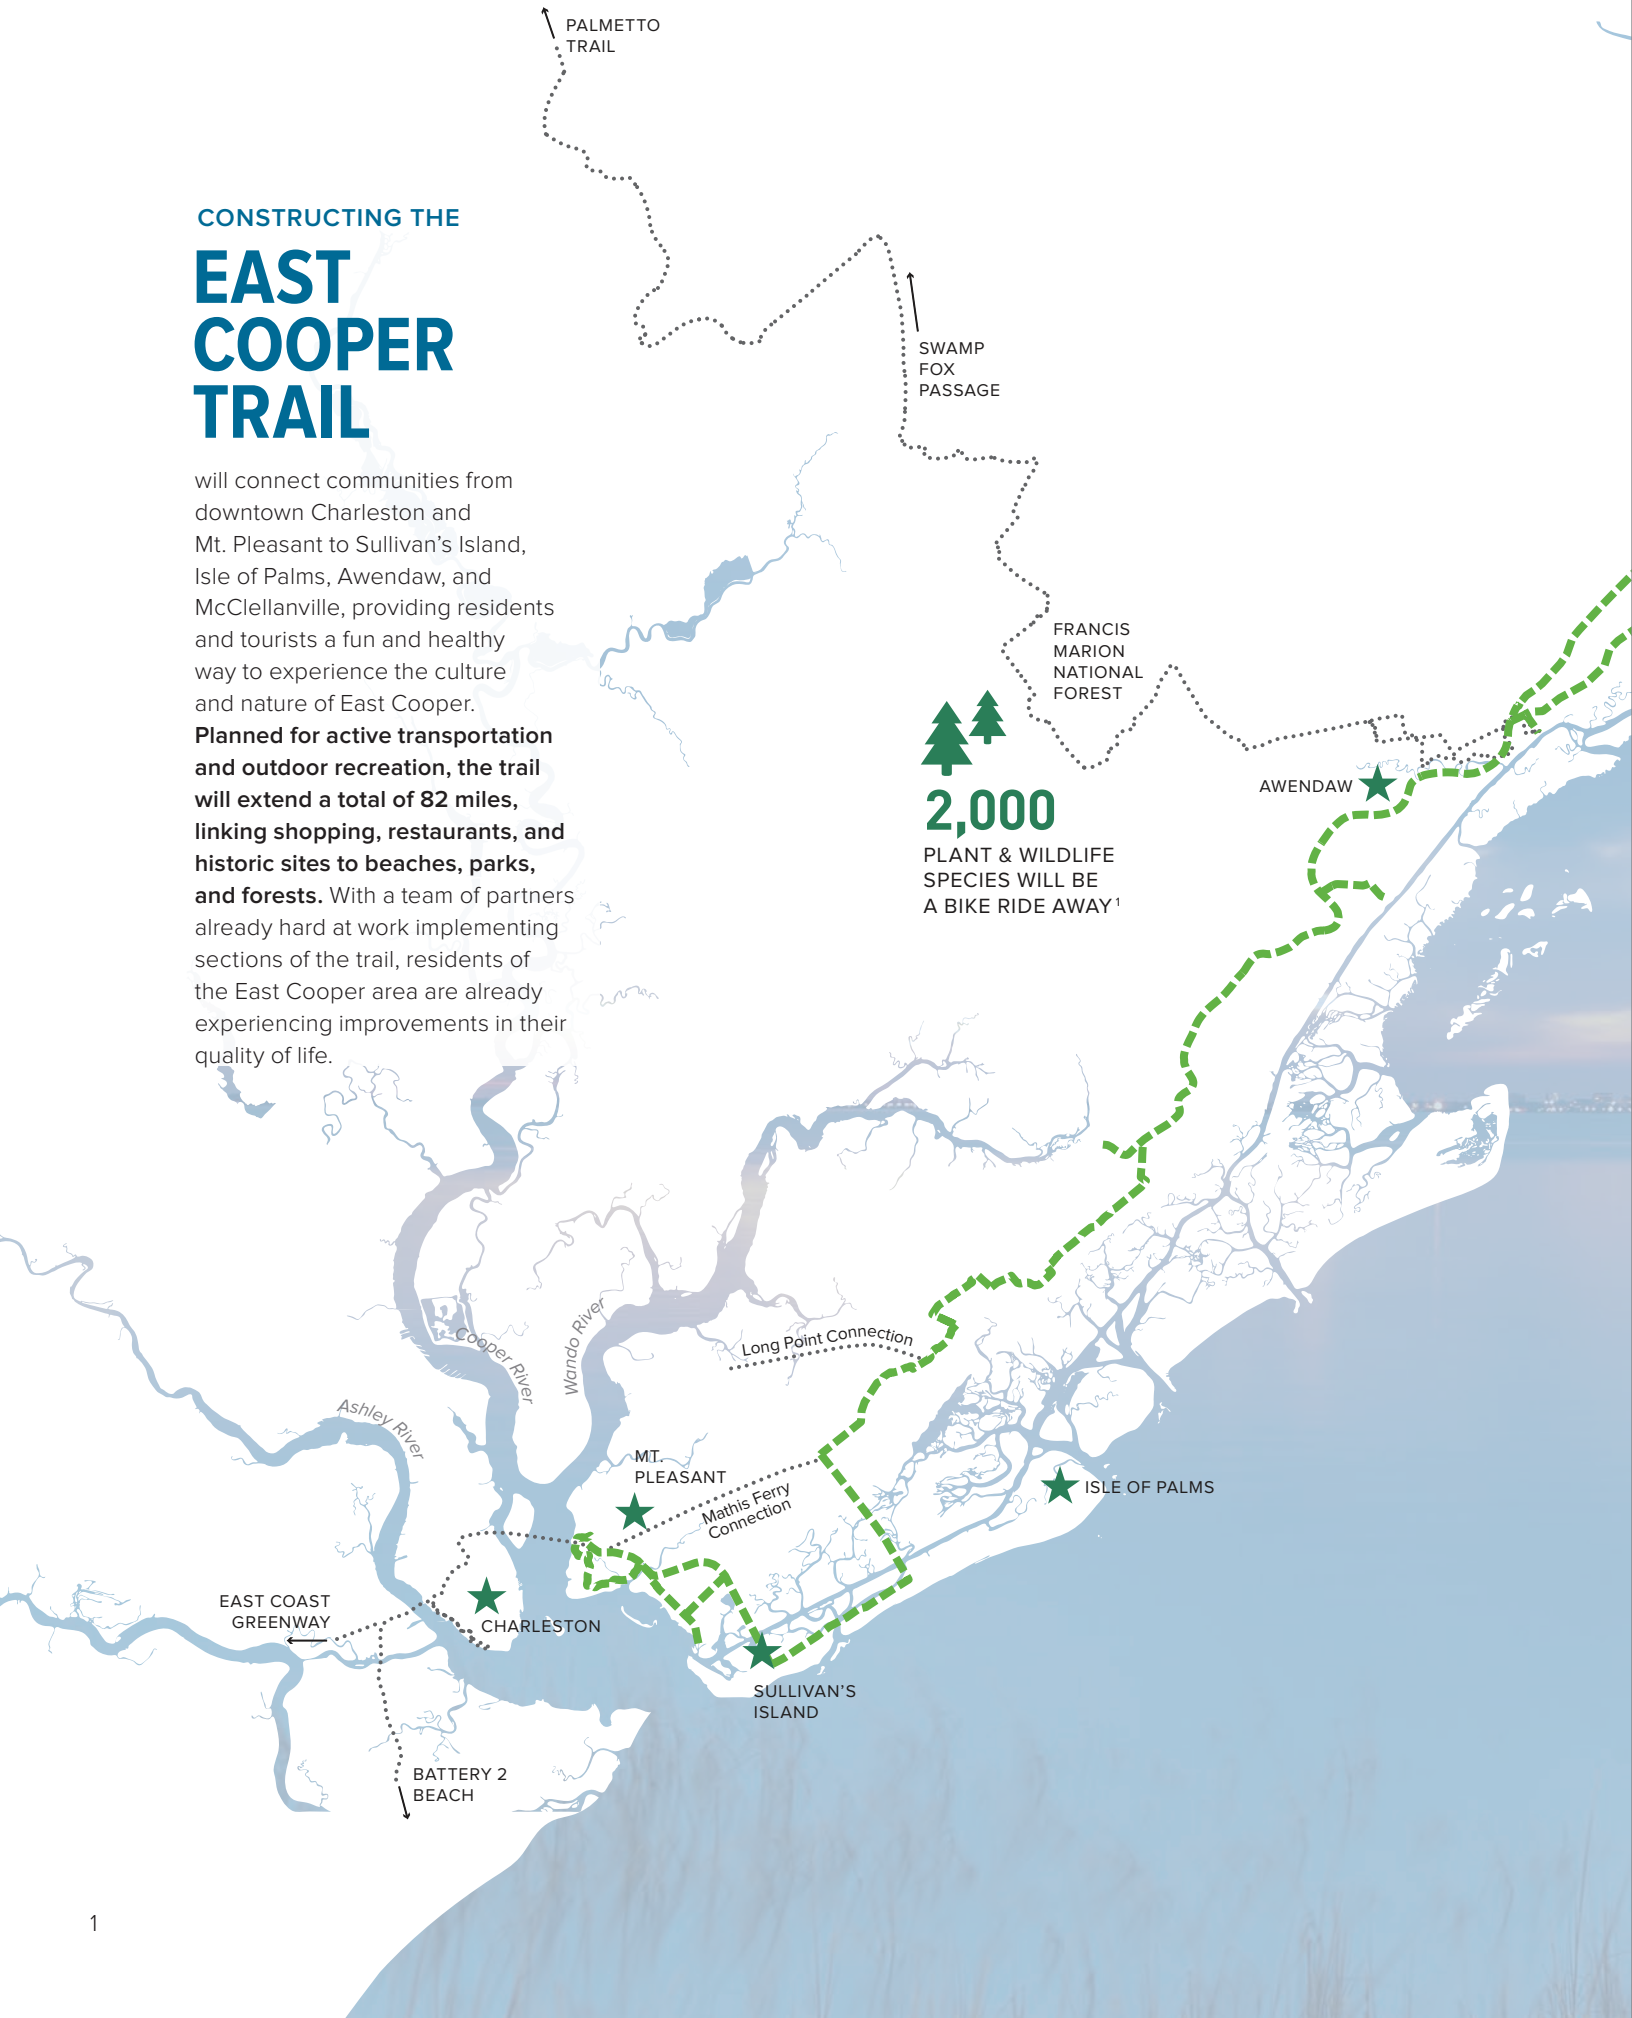 PALMETTO
TRAIL
CONSTRUCTING THE
EAST
COOPER
TRAIL
will connect communities from
downtown Charleston and
Mt. Pleasant to Sullivan’s Island,
Isle of Palms, Awendaw, and
McClellanville, providing residents
and tourists a fun and healthy
way to experience the culture
and nature of East Cooper.
Planned for active transportation
and outdoor recreation, the trail
will extend a total of 82 miles,
linking shopping, restaurants, and
historic sites to beaches, parks,
and forests. With a team of partners
already hard at work implementing
sections of the trail, residents of
the East Cooper area are already
experiencing improvements in their
quality of life.
SWAMP
FOX
PASSAGE
FRANCIS
MARION
NATIONAL
FOREST
AWENDAW
2,000
PLANT & WILDLIFE
SPECIES WILL BE
A BIKE RIDE AWAY¹
Cooper River
Wando River
Long Point Connection
Ashley River
MT.
PLEASANT
Mathis Ferry
Connection
ISLE OF PALMS
EAST COAST
GREENWAY
CHARLESTON
SULLIVAN’S
ISLAND
BATTERY 2
BEACH
1